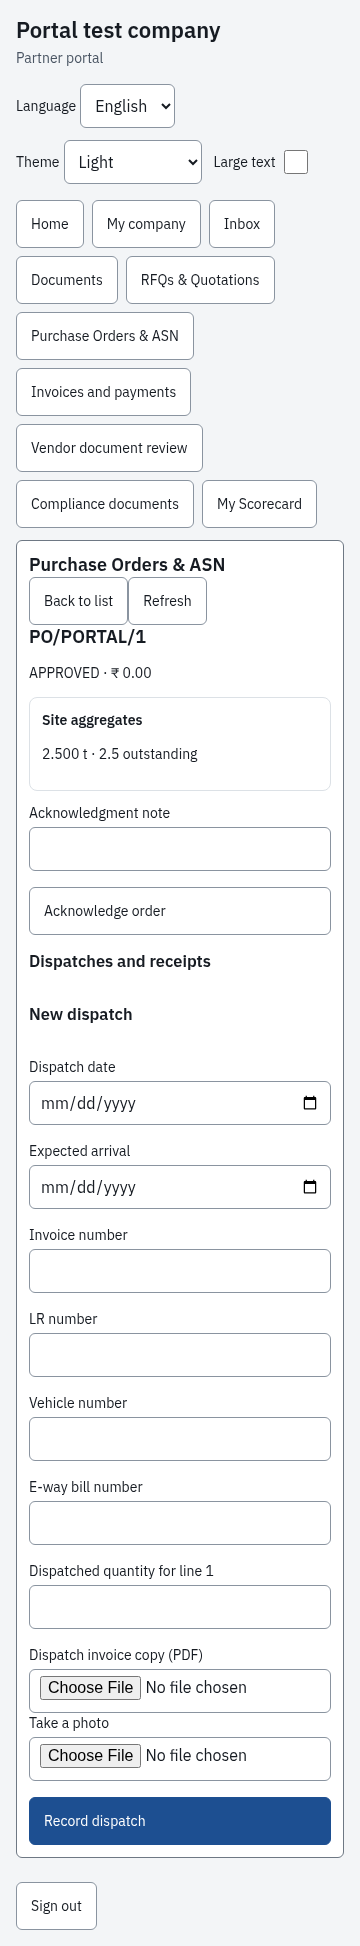 Portal test company
Partner portal
Language English
Theme Light Large text
Home My company Inbox
Documents RFQs & Quotations
Purchase Orders & ASN
Invoices and payments
Vendor document review
Compliance documents My Scorecard
Purchase Orders & ASN
Back to list Refresh
PO/PORTAL/1
APPROVED · ₹ 0.00
Site aggregates
2.500 t · 2.5 outstanding
Acknowledgment note
Acknowledge order
Dispatches and receipts
New dispatch
Dispatch date
mm/dd/yyyy
Expected arrival
mm/dd/yyyy
Invoice number
LR number
Vehicle number
E-way bill number
Dispatched quantity for line 1
Dispatch invoice copy (PDF)
Choose File No file chosen
Take a photo
Choose File No file chosen
Record dispatch
Sign out